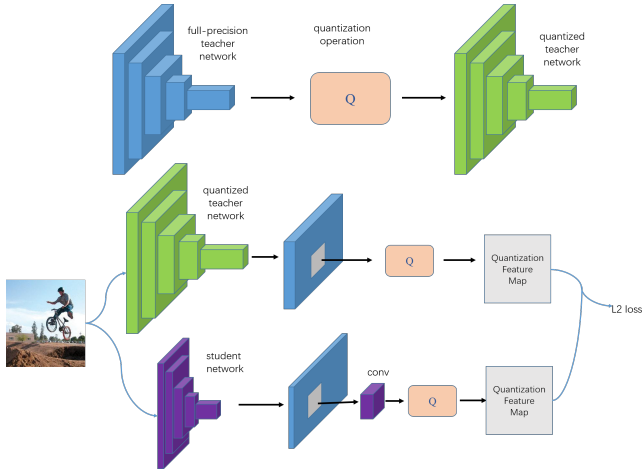 full-precision
teacher
network
quantization
operation
quantized
teacher
network
Q
quantized
teacher
network
Q
Quantization
Feature
Map
L2 loss
student
network
conv
Q
Quantization
Feature
Map